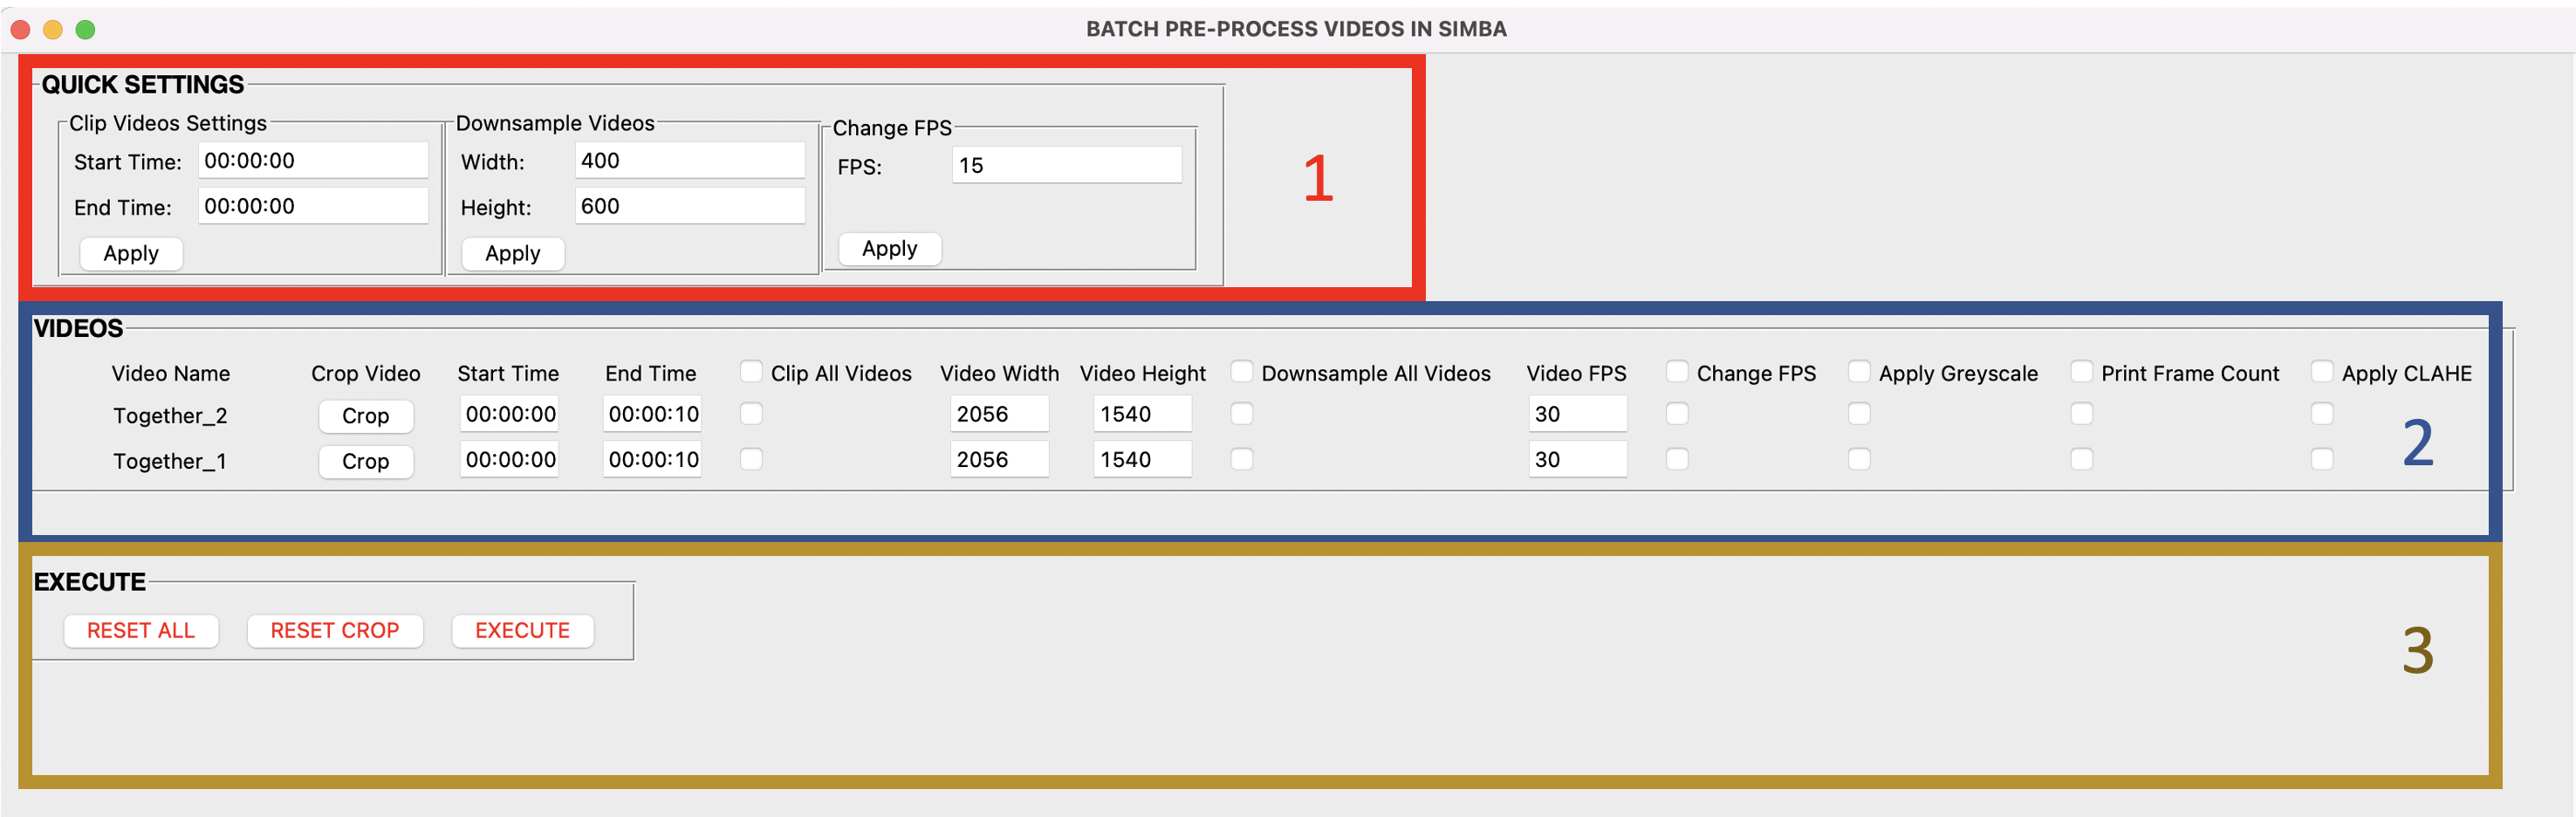 BATCH PRE-PROCESS VIDEOS IN SIMBA
QUICK SETTINGS
Clip Videos Settings Downsample Videos Change FPS
Start Time: 00:00:00 Width: 400 FPS: 15
End Time: 00:00:00 Height: 600
Apply Apply Apply
1
VIDEOS
Video Name Crop Video Start Time End Time Clip All Videos Video Width Video Height Downsample All Videos Video FPS Change FPS Apply Greyscale Print Frame Count Apply CLAHE
Together_2 Crop 00:00:00 00:00:10 2056 1540 30
Together_1 Crop 00:00:00 00:00:10 2056 1540 30
2
EXECUTE
RESET ALL RESET CROP EXECUTE
3